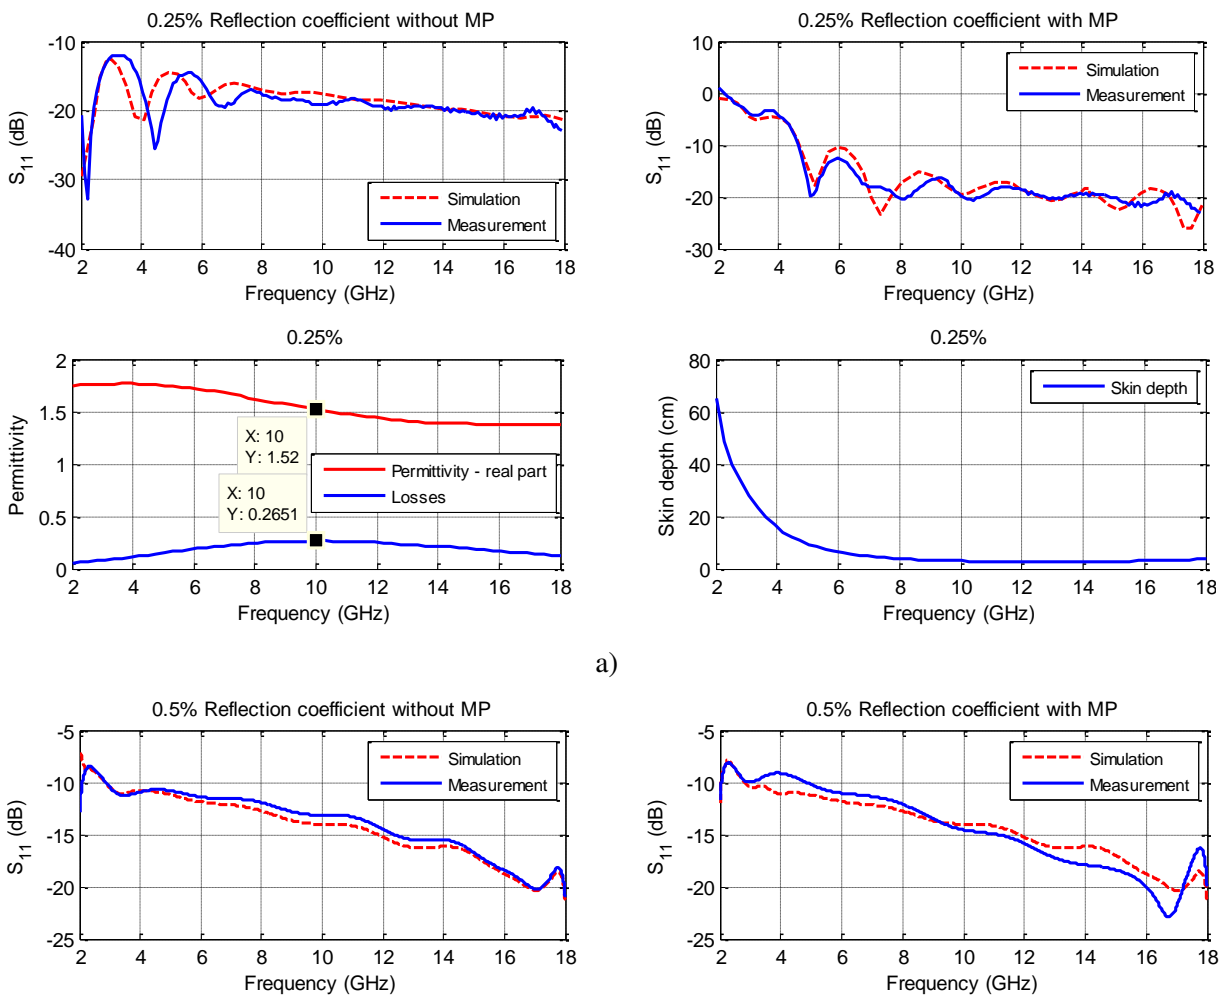 0.25% Reflection coefficient without MP
-10
-20
-30
-40
S11 (dB)
Simulation
Measurement
2 4 6 8 10 12 14 16 18
Frequency (GHz)
0.25% Reflection coefficient with MP
10
0
-10
-20
-30
S11 (dB)
Simulation
Measurement
2 4 6 8 10 12 14 16 18
Frequency (GHz)
0.25%
2
1.5
1
0.5
0
Permittivity
X: 10
Y: 1.52
X: 10
Y: 0.2651
Permittivity - real part
Losses
2 4 6 8 10 12 14 16 18
Frequency (GHz)
0.25%
80
60
40
20
0
Skin depth (cm)
Skin depth
2 4 6 8 10 12 14 16 18
Frequency (GHz)
a)
0.5% Reflection coefficient without MP
-5
-10
-15
-20
-25
S11 (dB)
Simulation
Measurement
2 4 6 8 10 12 14 16 18
Frequency (GHz)
0.5% Reflection coefficient with MP
-5
-10
-15
-20
-25
S11 (dB)
Simulation
Measurement
2 4 6 8 10 12 14 16 18
Frequency (GHz)